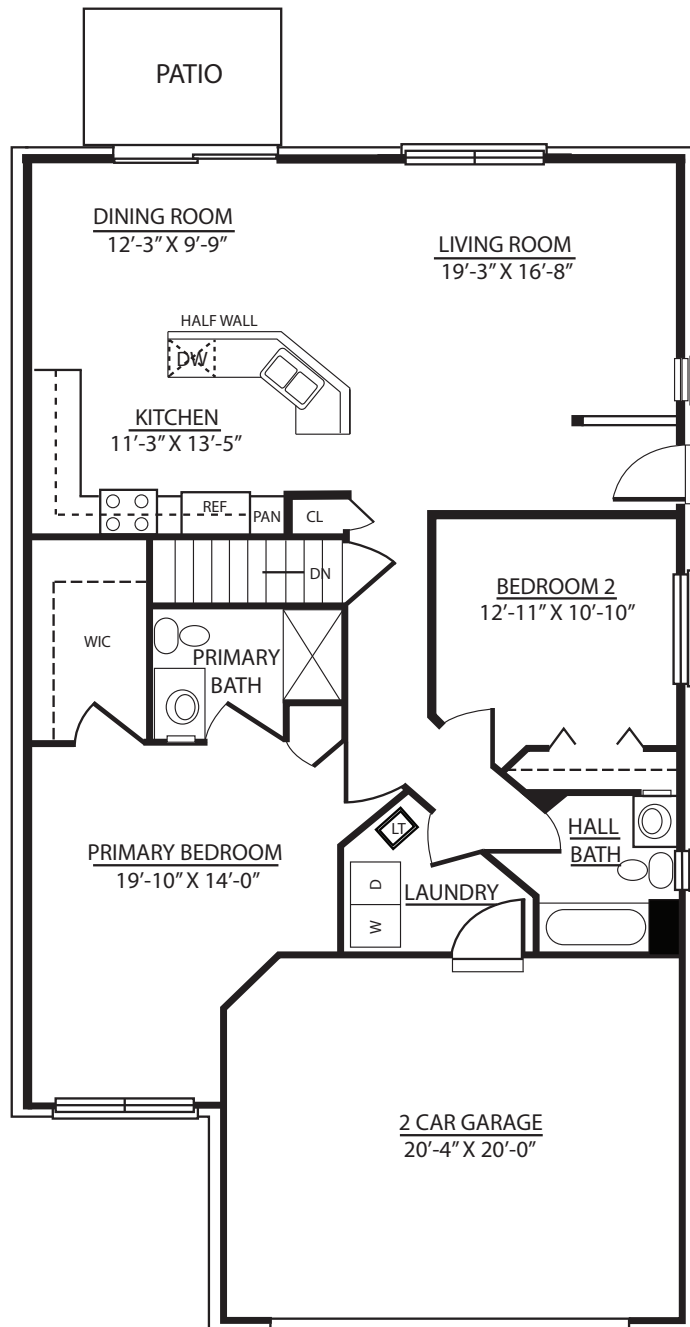 PATIO
DINING ROOM
12’-3” X 9’-9”
LIVING ROOM
19’-3” X 16’-8”
HALF WALL
DW
KITCHEN
11’-3” X 13’-5”
REF
PAN
CL
DN
BEDROOM 2
12’-11” X 10’-10”
WIC
PRIMARY
BATH
HALL
BATH
LT
PRIMARY BEDROOM
19’-10” X 14’-0”
D
LAUNDRY
W
2 CAR GARAGE
20’-4” X 20’-0”